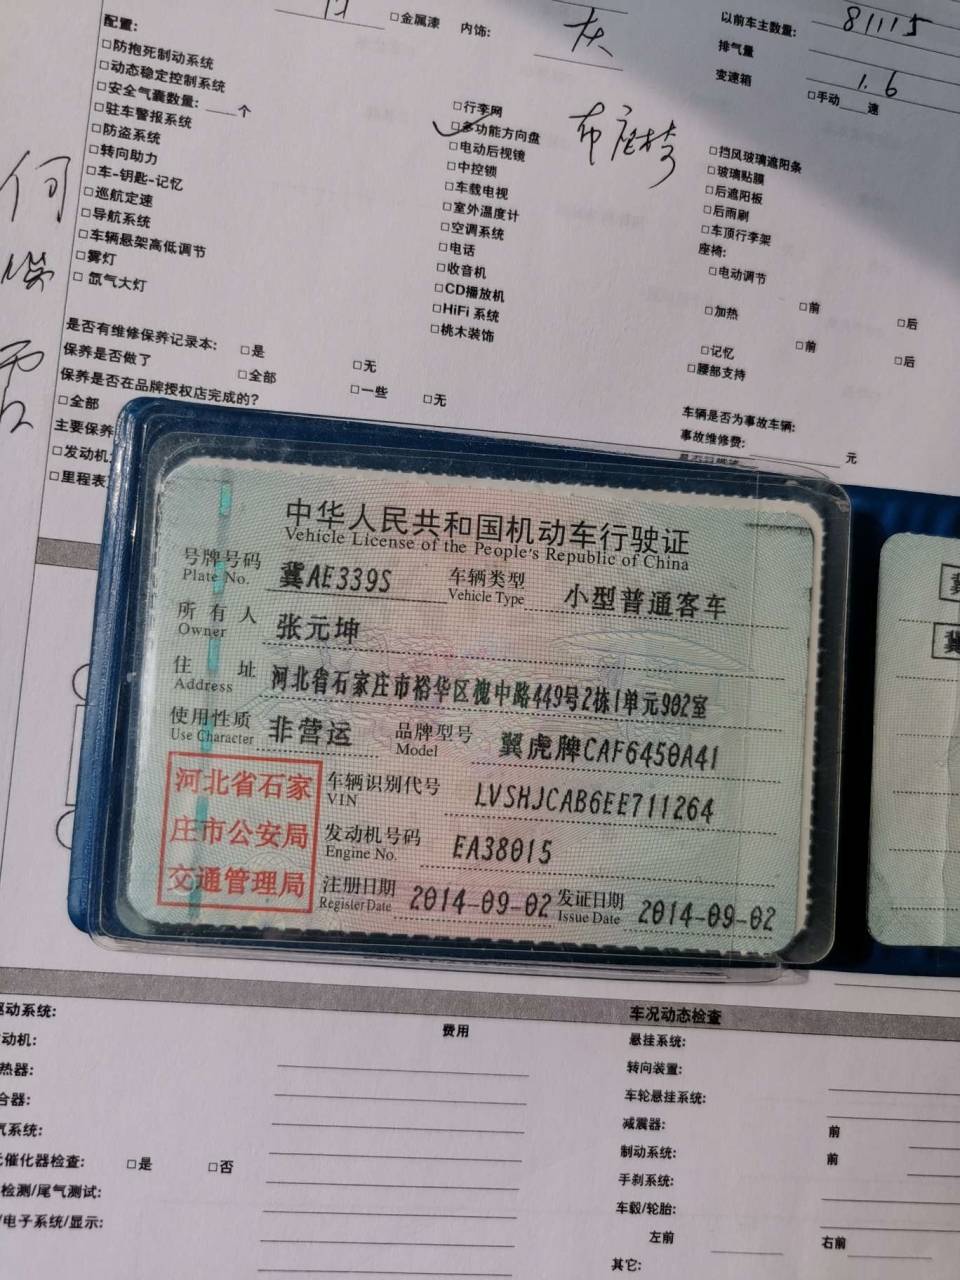 配置:
□金属漆 内饰: 灰
以前车主数量: 81115
□防抱死制动系统
排气量
□动态稳定控制系统
变速箱 1.6
□安全气囊数量: 个
□手动 速
□驻车警报系统
□防盗系统
□转向助力
□车-钥匙-记忆
□巡航定速
□导航系统
□车辆悬架高低调节
□雾灯
□氙气大灯
□行李网
□多功能方向盘 布座椅
□电动后视镜
□中控锁
□车载电视
□室外温度计
□空调系统
□电话
□收音机
□CD播放机
□HiFi 系统
□桃木装饰
□挡风玻璃遮阳条
□玻璃贴膜
□后遮阳板
□后雨刷
□车顶行李架
座椅:
□电动调节
□前 □后
□加热
□前 □后
□记忆
□腰部支持
是否有维修保养记录本: □是 □无
保养是否做了 □全部 □一些 □无
保养是否在品牌授权店完成的?
□全部
主要保养
□发动机
□里程表
车辆是否为事故车辆:
事故维修费: 元
何
中华人民共和国机动车行驶证
Vehicle License of the People's Republic of China
号牌号码 冀AE339S 车辆类型 小型普通客车
Plate No. Vehicle Type
所有人 张元坤
Owner
住址 河北省石家庄市裕华区槐中路449号2栋1单元902室
Address
使用性质 非营运 品牌型号 翼虎牌CAF6450A41
Use Character Model
河北省石家
庄市公安局
交通管理局
车辆识别代号 LVSHJCAB6EE711264
VIN
发动机号码 EA38015
Engine No.
注册日期 2014-09-02 发证日期 2014-09-02
Register Date Issue Date
冀
冀
驱动系统:
费用
车况动态检查
动机:
悬挂系统:
热器:
转向装置:
合器:
车轮悬挂系统:
气系统:
减震器: 前
催化器检查: □是 □否
制动系统: 前
检测/尾气测试:
手刹系统:
/电子系统/显示:
车毂/轮胎:
左前 右前
其它: